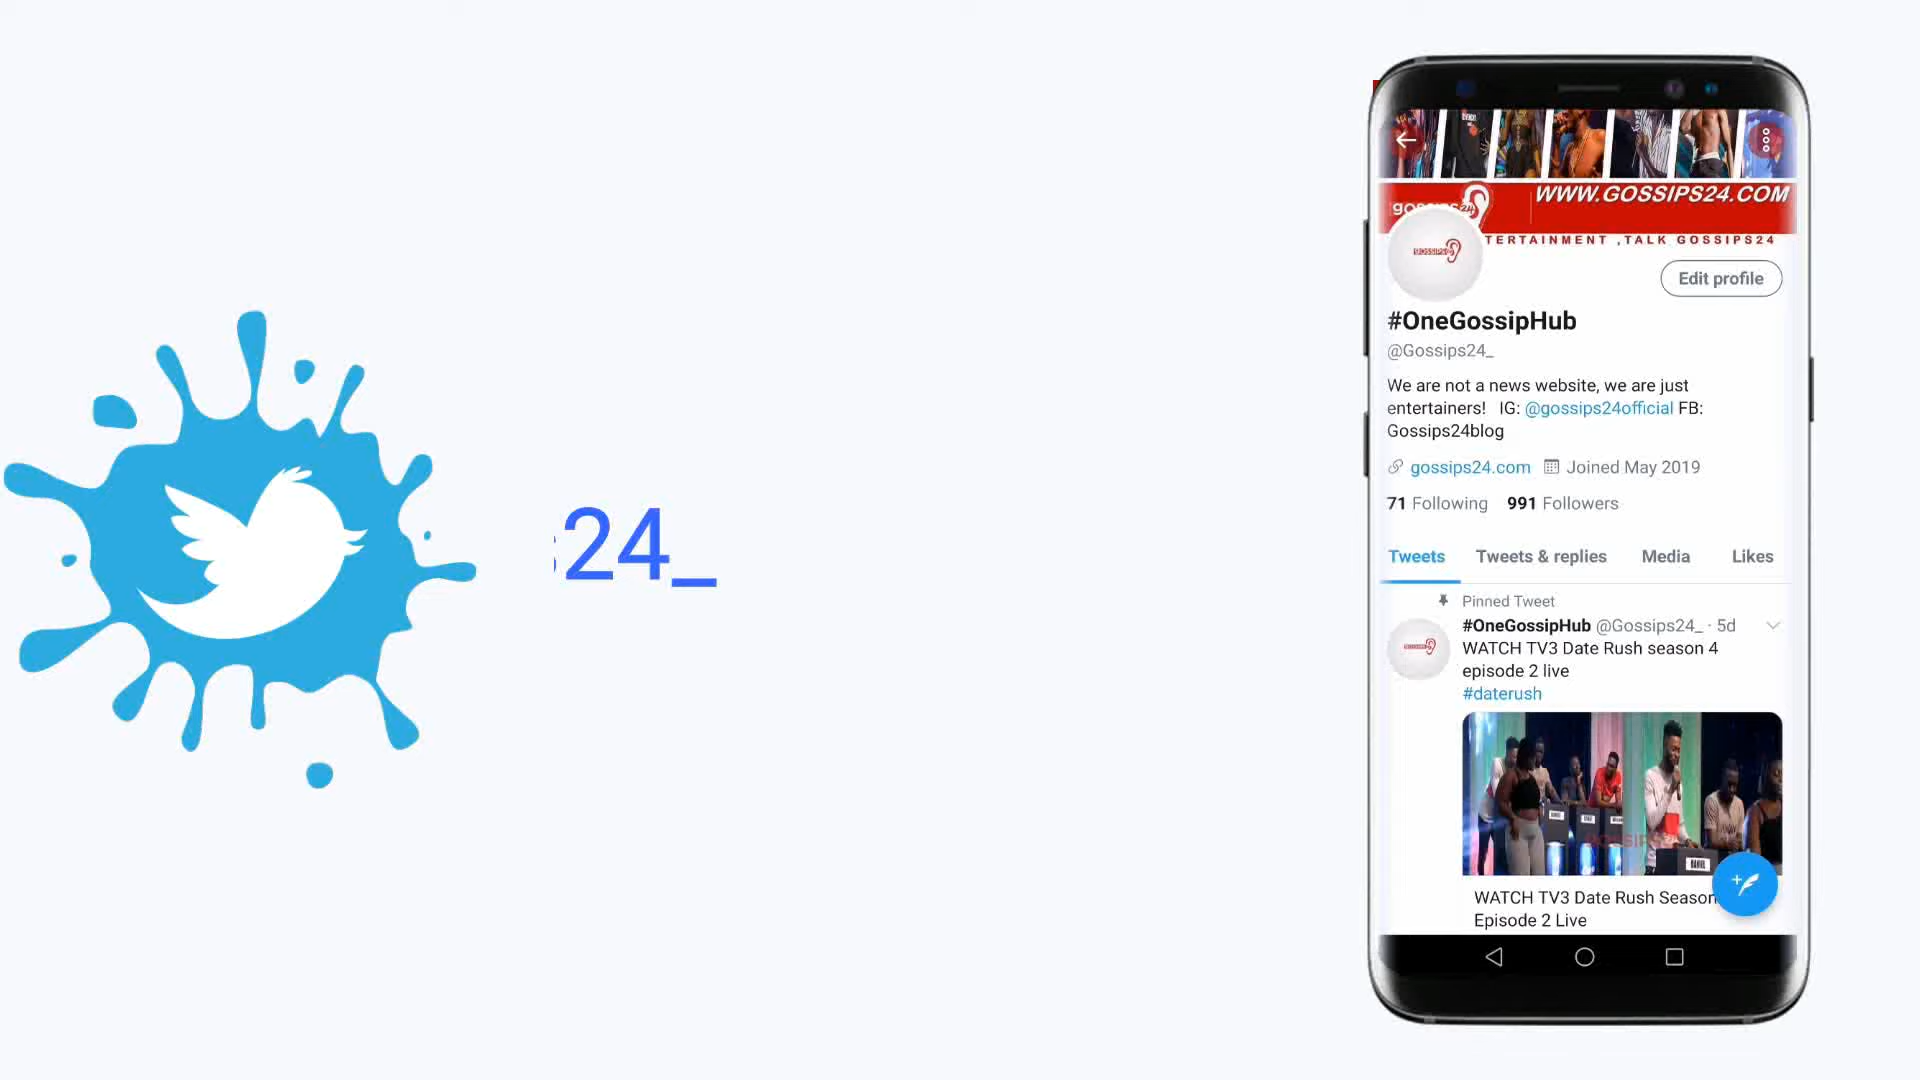 24_
WWW.GOSSIPS24.COM
TERTAINMENT ,TALK GOSSIPS24
GOSSIPS24
Edit profile
#OneGossipHub
@Gossips24_
We are not a news website, we are just
entertainers! IG: @gossips24official FB:
Gossips24blog
gossips24.com Joined May 2019
71 Following 991 Followers
Tweets Tweets & replies Media Likes
Pinned Tweet
#OneGossipHub @Gossips24_ · 5d
WATCH TV3 Date Rush season 4
episode 2 live
#daterush
WATCH TV3 Date Rush Season
Episode 2 Live